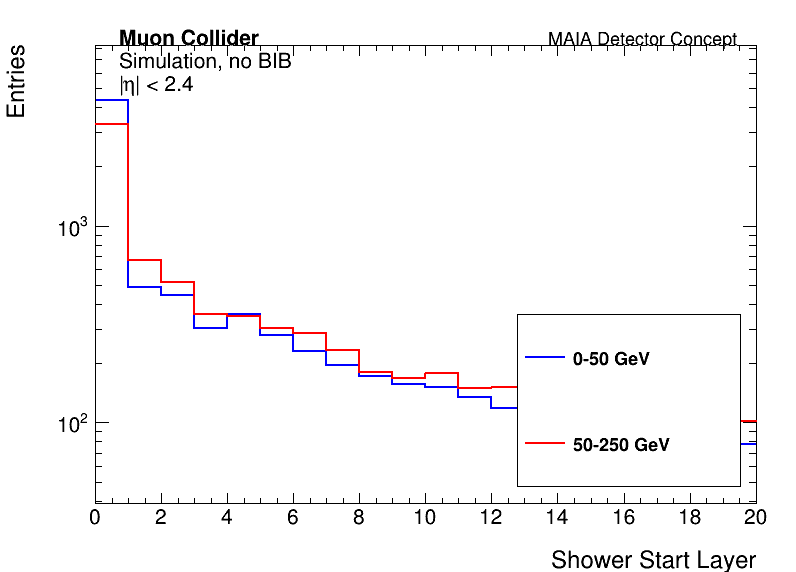 Muon Collider
MAIA Detector Concept
Simulation, no BIB
|η| < 2.4
Entries
10³
10²
0-50 GeV
50-250 GeV
0 2 4 6 8 10 12 14 16 18 20
Shower Start Layer